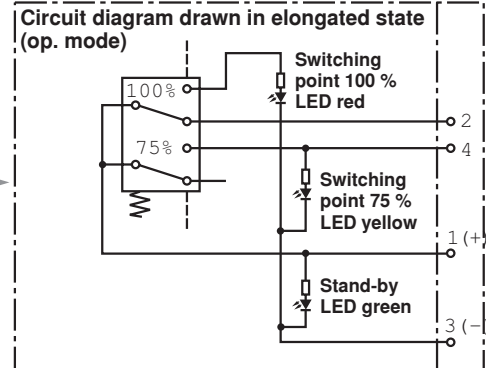 Circuit diagram drawn in elongated state
(op. mode)
Switching
point 100 %
LED red
100%
2
75%
4
Switching
point 75 %
LED yellow
1 (+)
Stand-by
LED green
3 (-